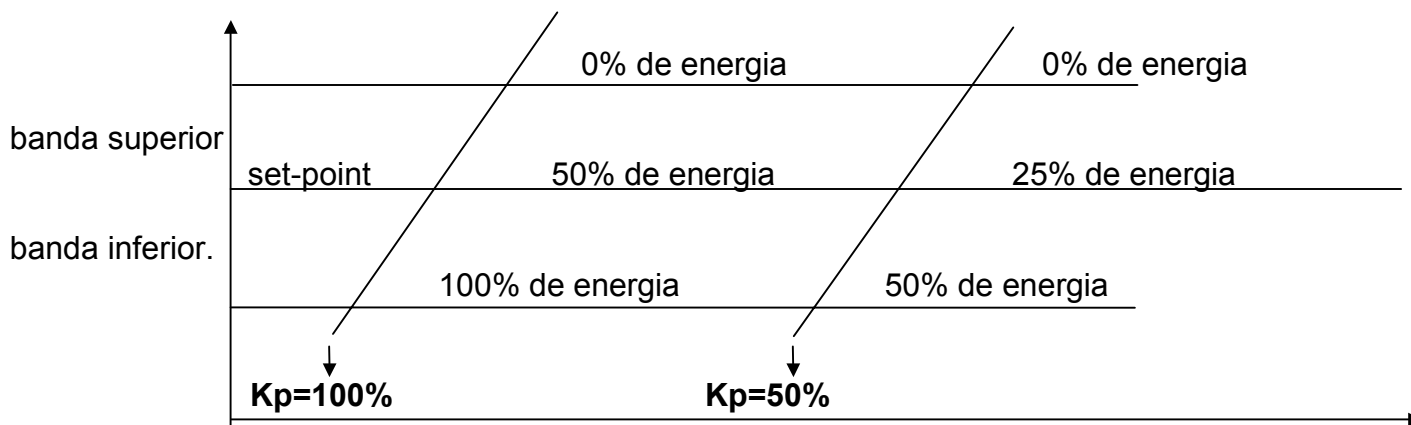 0% de energia 0% de energia
banda superior
set-point 50% de energia 25% de energia
banda inferior.
100% de energia 50% de energia
Kp=100% Kp=50%